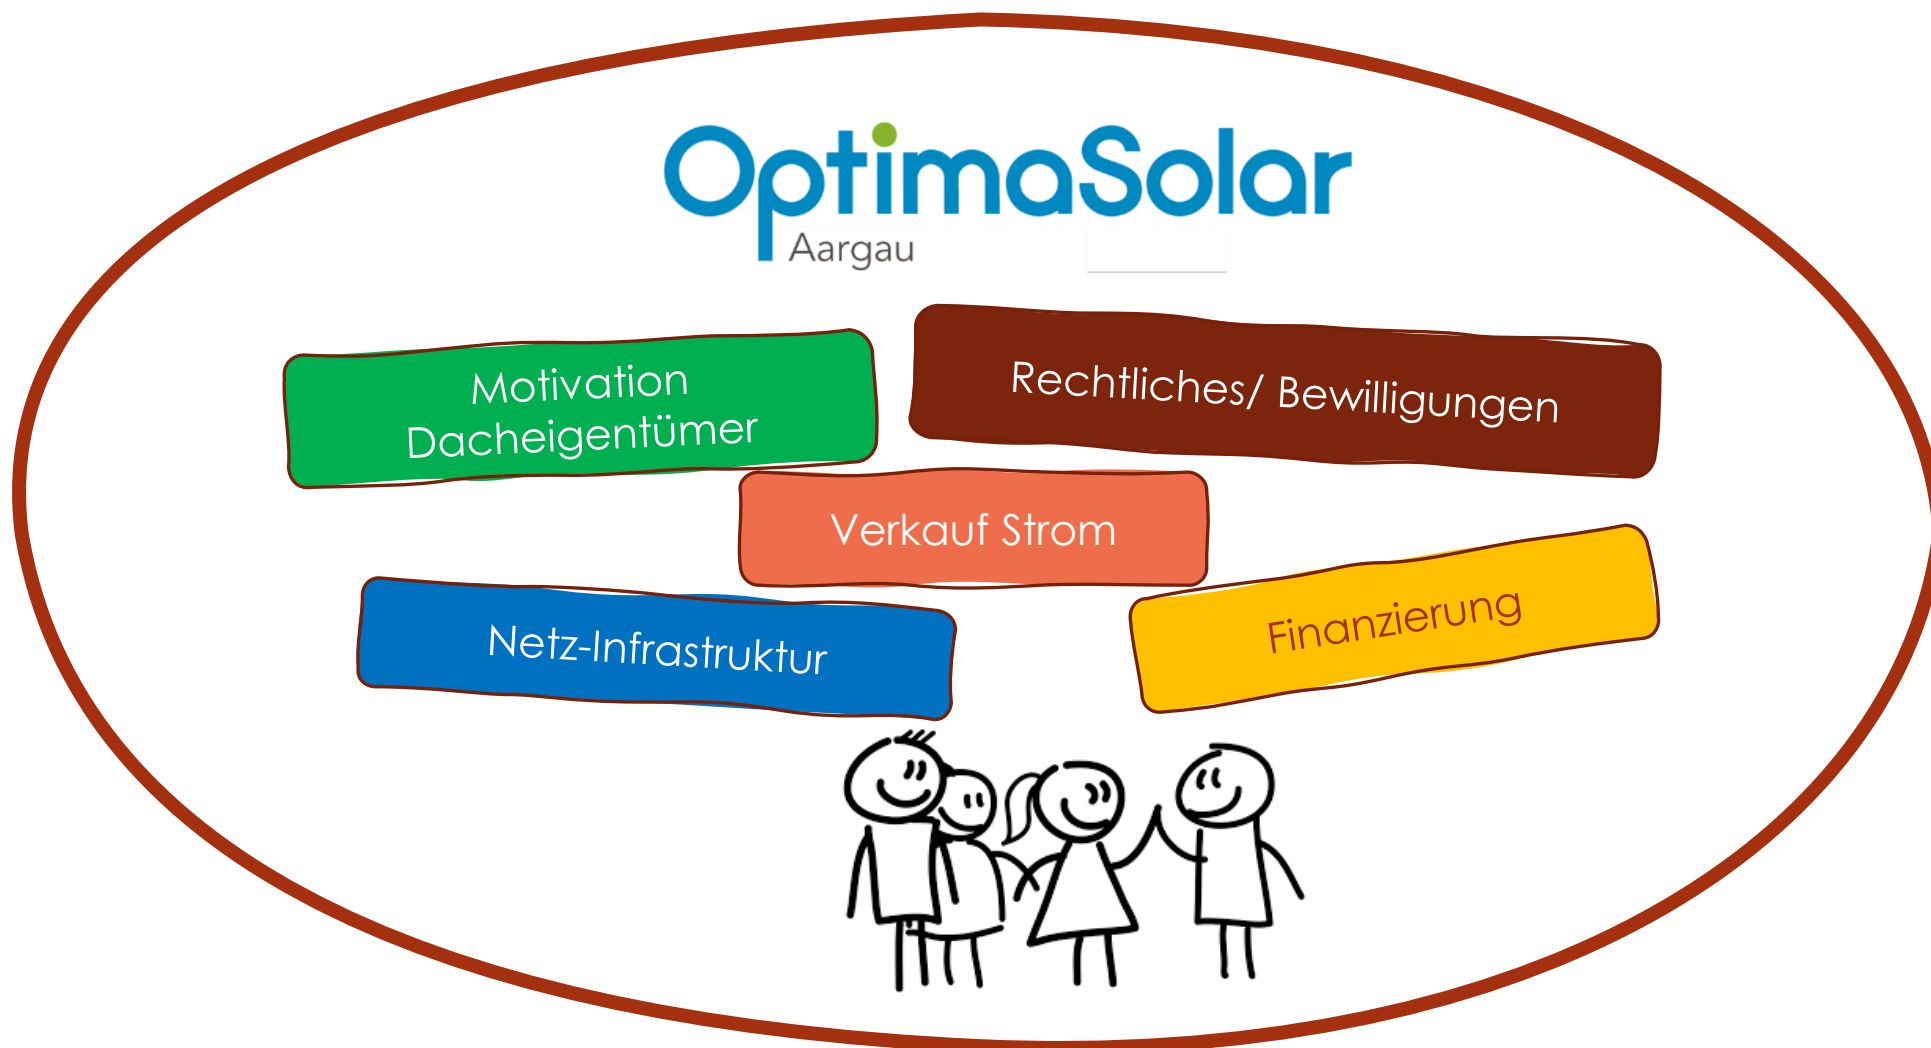 OptimaSolar
Aargau
Motivation
Dacheigentümer
Rechtliches/ Bewilligungen
Verkauf Strom
Netz-Infrastruktur
Finanzierung